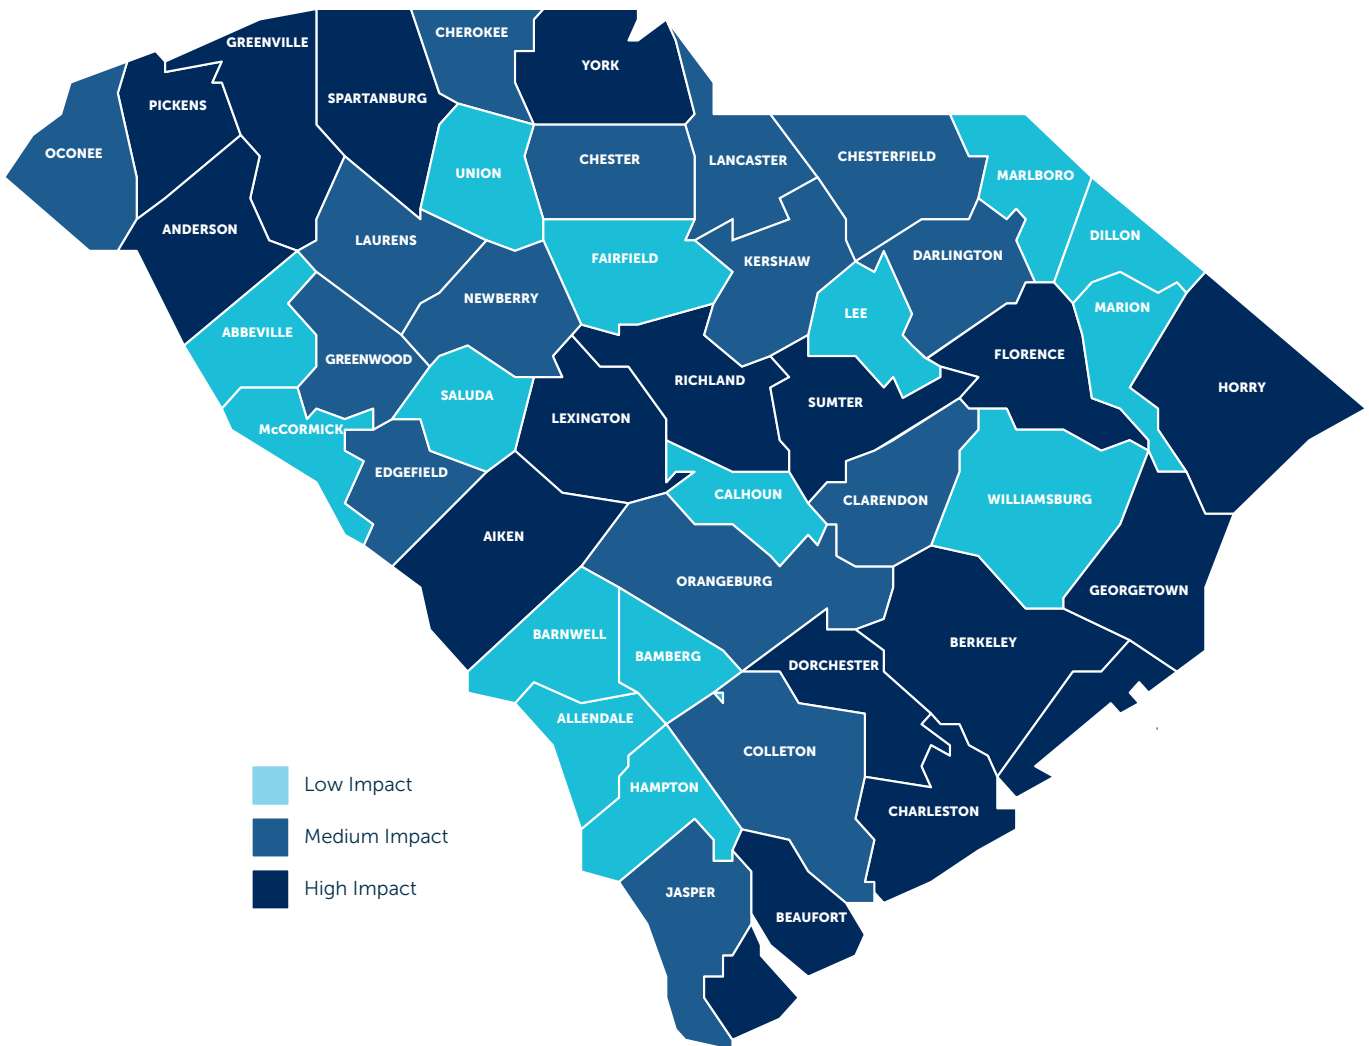 CHEROKEE
GREENVILLE
YORK
SPARTANBURG
PICKENS
OCONEE
CHESTER
LANCASTER
CHESTERFIELD
UNION
MARLBORO
ANDERSON
LAURENS
DILLON
FAIRFIELD
KERSHAW
DARLINGTON
NEWBERRY
MARION
LEE
ABBEVILLE
GREENWOOD
FLORENCE
RICHLAND
HORRY
SALUDA
SUMTER
LEXINGTON
McCORMICK
EDGEFIELD
CALHOUN
CLARENDON
WILLIAMSBURG
AIKEN
ORANGEBURG
GEORGETOWN
BARNWELL
BERKELEY
BAMBERG
DORCHESTER
ALLENDALE
COLLETON
HAMPTON
CHARLESTON
JASPER
BEAUFORT
Low Impact
Medium Impact
High Impact